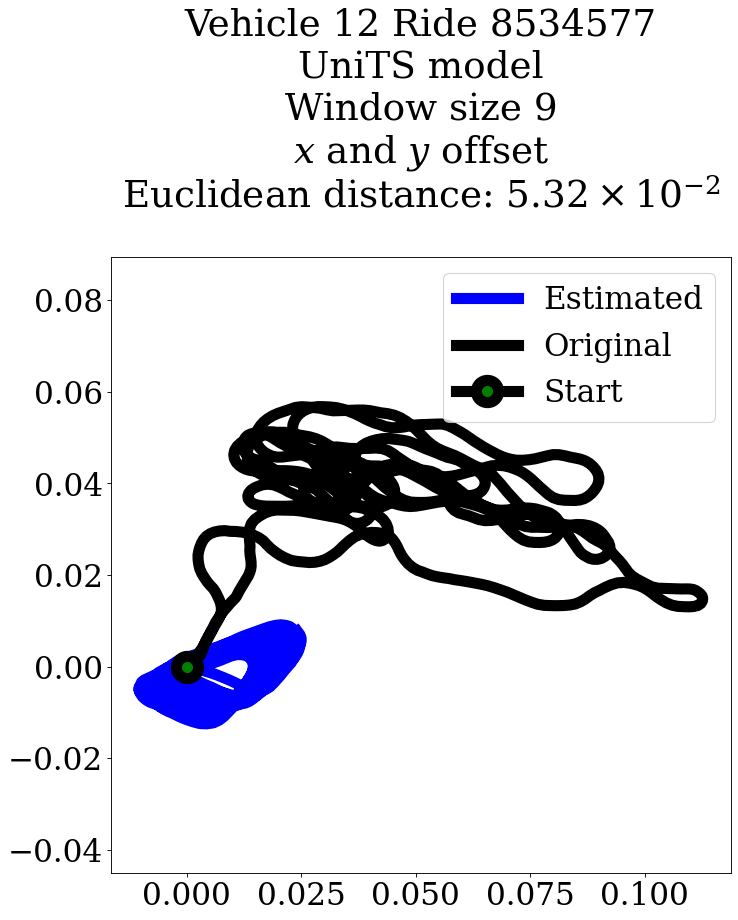 Vehicle 12 Ride 8534577
UniTS model
Window size 9
x and y offset
Euclidean distance: 5.32 × 10⁻²
Estimated
Original
Start
0.08
0.06
0.04
0.02
0.00
−0.02
−0.04
0.000 0.025 0.050 0.075 0.100